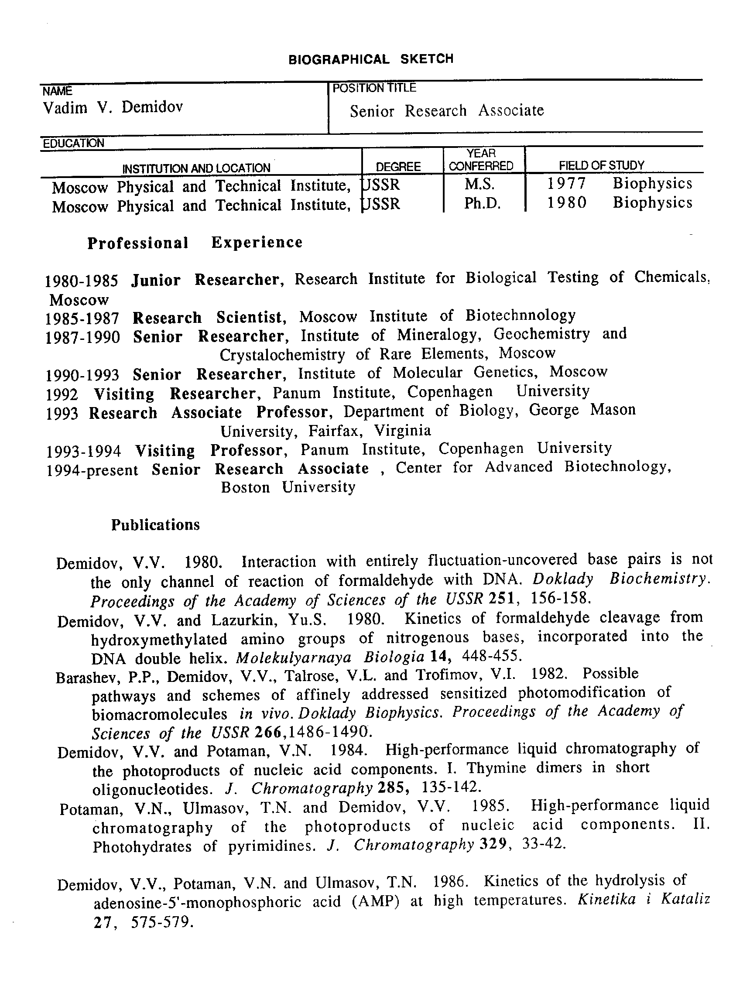 BIOGRAPHICAL SKETCH
NAME
Vadim V. Demidov
POSITION TITLE
Senior Research Associate
EDUCATION
INSTITUTION AND LOCATION DEGREE YEAR CONFERRED FIELD OF STUDY
Moscow Physical and Technical Institute, USSR M.S. 1977 Biophysics
Moscow Physical and Technical Institute, USSR Ph.D. 1980 Biophysics
Professional Experience
1980-1985 Junior Researcher, Research Institute for Biological Testing of Chemicals,
Moscow
1985-1987 Research Scientist, Moscow Institute of Biotechnnology
1987-1990 Senior Researcher, Institute of Mineralogy, Geochemistry and
Crystalochemistry of Rare Elements, Moscow
1990-1993 Senior Researcher, Institute of Molecular Genetics, Moscow
1992 Visiting Researcher, Panum Institute, Copenhagen University
1993 Research Associate Professor, Department of Biology, George Mason
University, Fairfax, Virginia
1993-1994 Visiting Professor, Panum Institute, Copenhagen University
1994-present Senior Research Associate , Center for Advanced Biotechnology,
Boston University
Publications
Demidov, V.V. 1980. Interaction with entirely fluctuation-uncovered base pairs is not
the only channel of reaction of formaldehyde with DNA. Doklady Biochemistry.
Proceedings of the Academy of Sciences of the USSR 251, 156-158.
Demidov, V.V. and Lazurkin, Yu.S. 1980. Kinetics of formaldehyde cleavage from
hydroxymethylated amino groups of nitrogenous bases, incorporated into the
DNA double helix. Molekulyarnaya Biologia 14, 448-455.
Barashev, P.P., Demidov, V.V., Talrose, V.L. and Trofimov, V.I. 1982. Possible
pathways and schemes of affinely addressed sensitized photomodification of
biomacromolecules in vivo. Doklady Biophysics. Proceedings of the Academy of
Sciences of the USSR 266,1486-1490.
Demidov, V.V. and Potaman, V.N. 1984. High-performance liquid chromatography of
the photoproducts of nucleic acid components. I. Thymine dimers in short
oligonucleotides. J. Chromatography 285, 135-142.
Potaman, V.N., Ulmasov, T.N. and Demidov, V.V. 1985. High-performance liquid
chromatography of the photoproducts of nucleic acid components. II.
Photohydrates of pyrimidines. J. Chromatography 329, 33-42.
Demidov, V.V., Potaman, V.N. and Ulmasov, T.N. 1986. Kinetics of the hydrolysis of
adenosine-5'-monophosphoric acid (AMP) at high temperatures. Kinetika i Kataliz
27, 575-579.